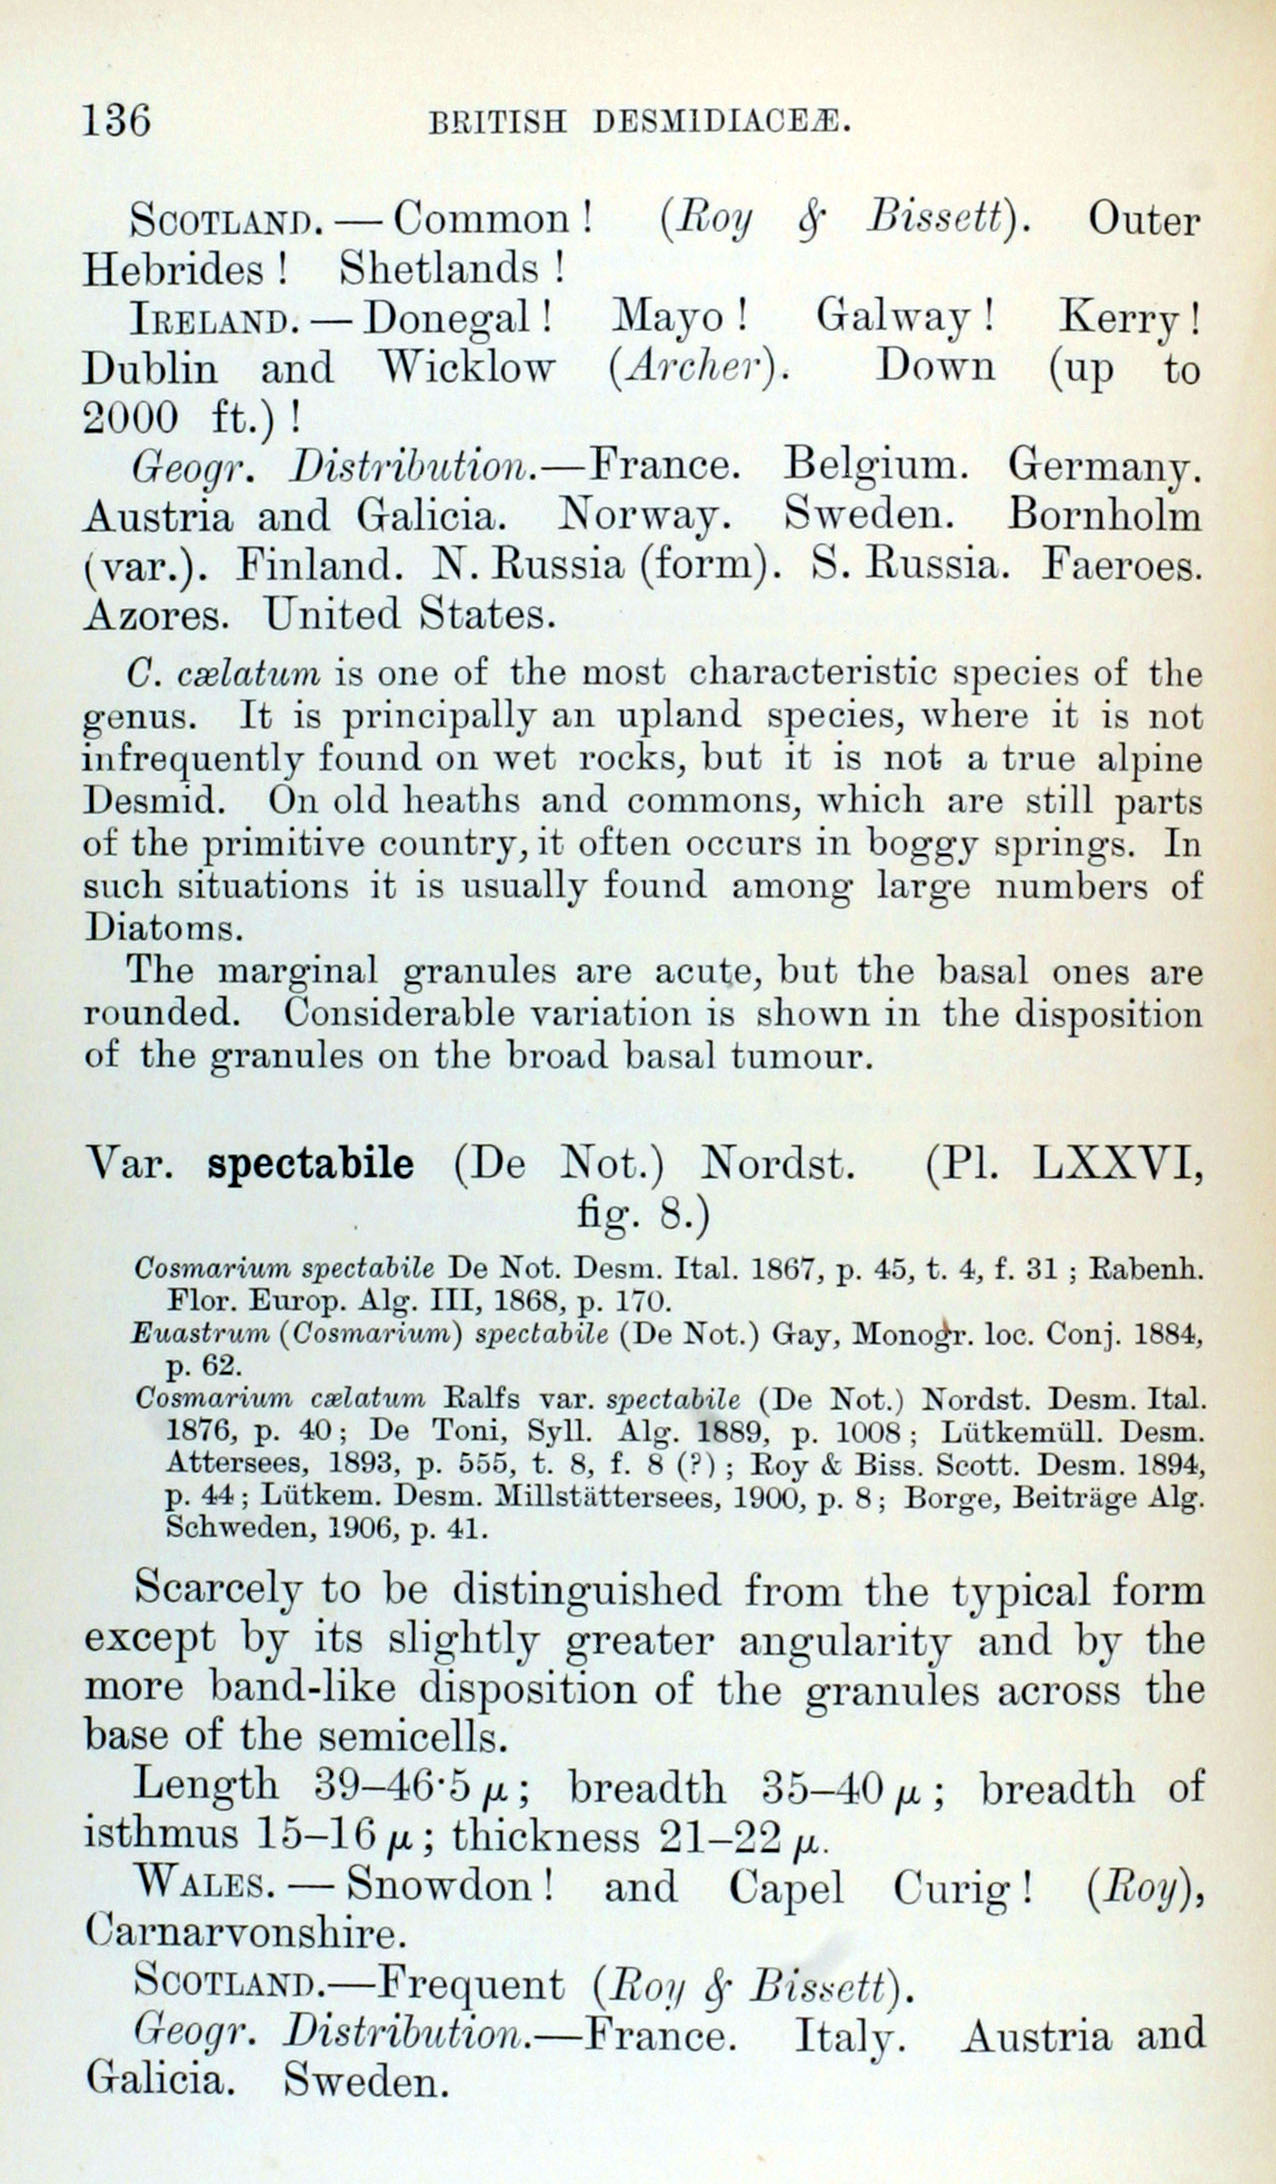 136 BRITISH DESMIDIACEÆ.
SCOTLAND. — Common ! (Roy & Bissett). Outer
Hebrides ! Shetlands !
IRELAND. — Donegal ! Mayo ! Galway ! Kerry !
Dublin and Wicklow (Archer). Down (up to
2000 ft.) !
Geogr. Distribution.—France. Belgium. Germany.
Austria and Galicia. Norway. Sweden. Bornholm
(var.). Finland. N. Russia (form). S. Russia. Faeroes.
Azores. United States.
C. cælatum is one of the most characteristic species of the
genus. It is principally an upland species, where it is not
infrequently found on wet rocks, but it is not a true alpine
Desmid. On old heaths and commons, which are still parts
of the primitive country, it often occurs in boggy springs. In
such situations it is usually found among large numbers of
Diatoms.
The marginal granules are acute, but the basal ones are
rounded. Considerable variation is shown in the disposition
of the granules on the broad basal tumour.
Var. spectabile (De Not.) Nordst. (Pl. LXXVI,
fig. 8.)
Cosmarium spectabile De Not. Desm. Ital. 1867, p. 45, t. 4, f. 31 ; Rabenh.
Flor. Europ. Alg. III, 1868, p. 170.
Euastrum (Cosmarium) spectabile (De Not.) Gay, Monogr. loc. Conj. 1884,
p. 62.
Cosmarium cælatum Ralfs var. spectabile (De Not.) Nordst. Desm. Ital.
1876, p. 40 ; De Toni, Syll. Alg. 1889, p. 1008 ; Lütkemüll. Desm.
Attersees, 1893, p. 555, t. 8, f. 8 (?) ; Roy & Biss. Scott. Desm. 1894,
p. 44 ; Lütkem. Desm. Millstättersees, 1900, p. 8 ; Borge, Beiträge Alg.
Schweden, 1906, p. 41.
Scarcely to be distinguished from the typical form
except by its slightly greater angularity and by the
more band-like disposition of the granules across the
base of the semicells.
Length 39–46·5 μ ; breadth 35–40 μ ; breadth of
isthmus 15–16 μ ; thickness 21–22 μ.
WALES. — Snowdon ! and Capel Curig ! (Roy),
Carnarvonshire.
SCOTLAND.—Frequent (Roy & Bissett).
Geogr. Distribution.—France. Italy. Austria and
Galicia. Sweden.